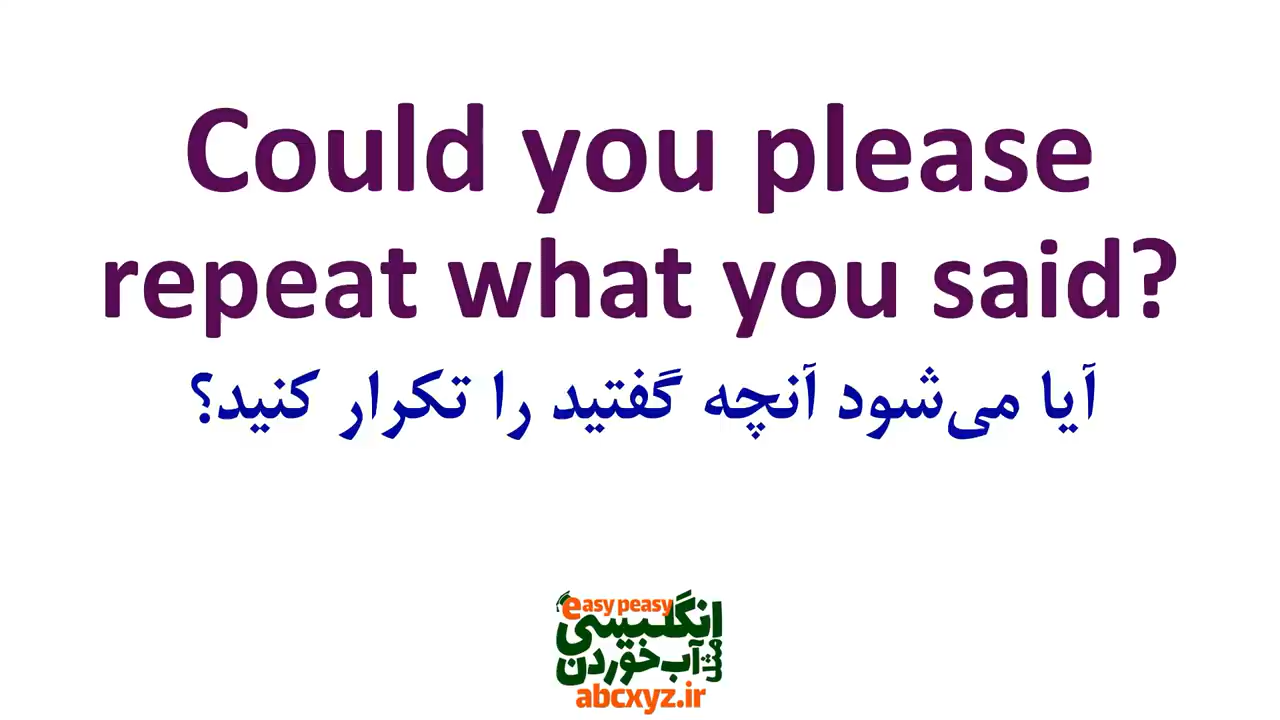 Could you please
repeat what you said?
آیا می‌شود آنچه گفتید را تکرار کنید؟
easy peasy
انگلیسی
مثل آب خوردن
abcxyz.ir